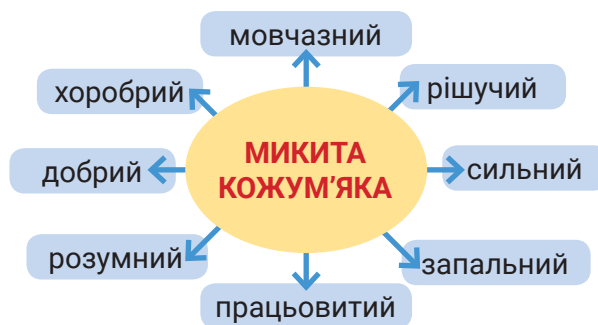 мовчазний
хоробрий
рішучий
МИКИТА
КОЖУМ'ЯКА
добрий
сильний
розумний
запальний
працьовитий